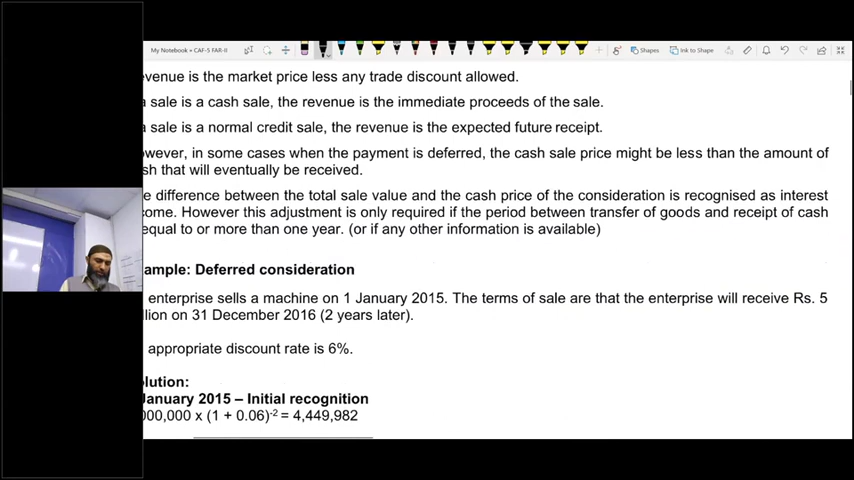 My Notebook » CAF-5 FAR-II
Shapes
Ink to Shape
evenue is the market price less any trade discount allowed.
a sale is a cash sale, the revenue is the immediate proceeds of the sale.
a sale is a normal credit sale, the revenue is the expected future receipt.
owever, in some cases when the payment is deferred, the cash sale price might be less than the amount of
sh that will eventually be received.
e difference between the total sale value and the cash price of the consideration is recognised as interest
ome. However this adjustment is only required if the period between transfer of goods and receipt of cash
equal to or more than one year. (or if any other information is available)
ample: Deferred consideration
enterprise sells a machine on 1 January 2015. The terms of sale are that the enterprise will receive Rs. 5
llion on 31 December 2016 (2 years later).
appropriate discount rate is 6%.
olution:
January 2015 – Initial recognition
000,000 x (1 + 0.06)⁻² = 4,449,982